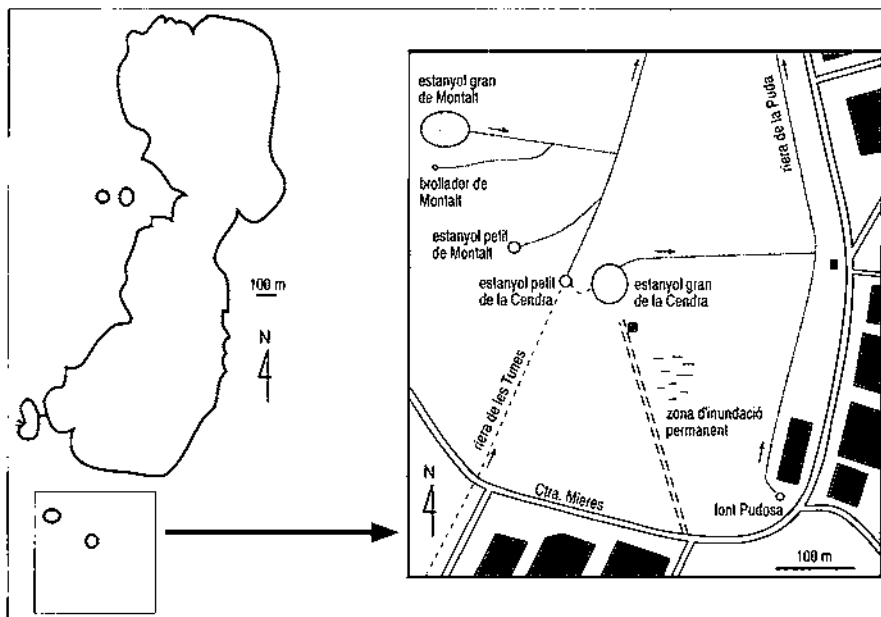 100 m
N
estanyol gran
de Montalt
brollador de
Montalt
estanyol petit
de Montalt
estanyol petit
de la Cendra
estanyol gran
de la Cendra
riera de la Puda
riera de les Tunes
zona d'inundació
permanent
Ctra. Mieres
font Pudosa
N
100 m